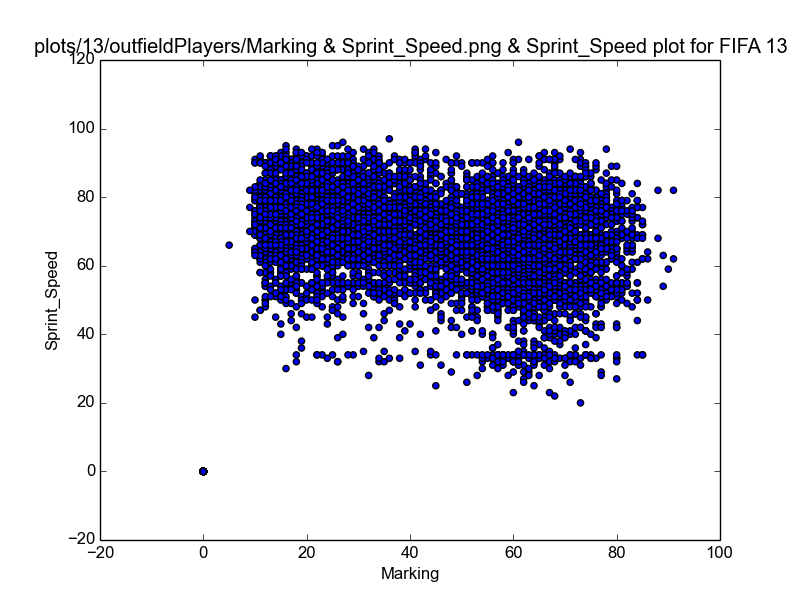 plots/13/outfieldPlayers/Marking & Sprint_Speed.png & Sprint_Speed plot for FIFA 13
120
100
80
60
40
20
0
−20
Sprint_Speed
−20 0 20 40 60 80 100
Marking